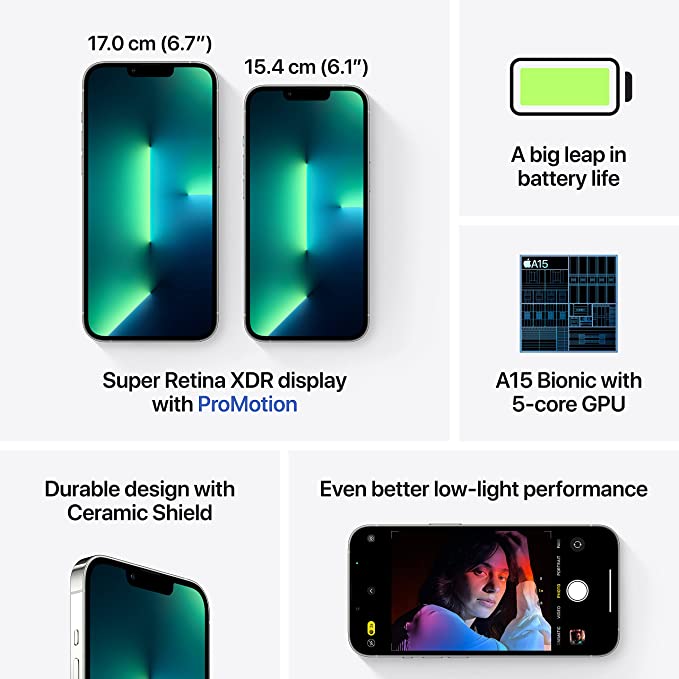 17.0 cm (6.7″)
15.4 cm (6.1″)
Super Retina XDR display
with ProMotion
A big leap in
battery life
A15
A15 Bionic with
5-core GPU
Durable design with
Ceramic Shield
Even better low-light performance
PORTRAIT
PHOTO
VIDEO